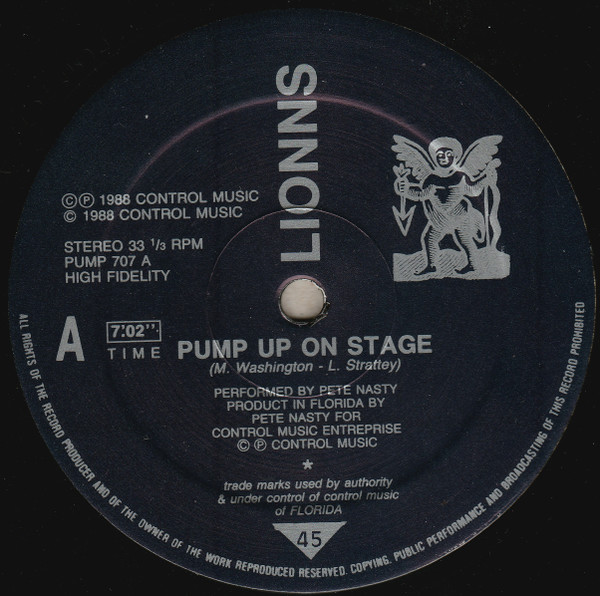 LIONNS
©℗ 1988 CONTROL MUSIC
© 1988 CONTROL MUSIC
STEREO 33 ⅓ RPM
PUMP 707 A
HIGH FIDELITY
A
7:02''.
TIME
PUMP UP ON STAGE
(M. Washington - L. Strattey)
PERFORMED BY PETE NASTY
PRODUCT IN FLORIDA BY
PETE NASTY FOR
CONTROL MUSIC ENTREPRISE
©℗ CONTROL MUSIC
*
trade marks used by authority
& under control of control music
of FLORIDA
45
ALL RIGHTS OF THE RECORD PRODUCER AND OF THE OWNER OF THE WORK REPRODUCED RESERVED. COPYING. PUBLIC PERFORMANCE AND BROADCASTING OF THIS RECORD PROHIBITED